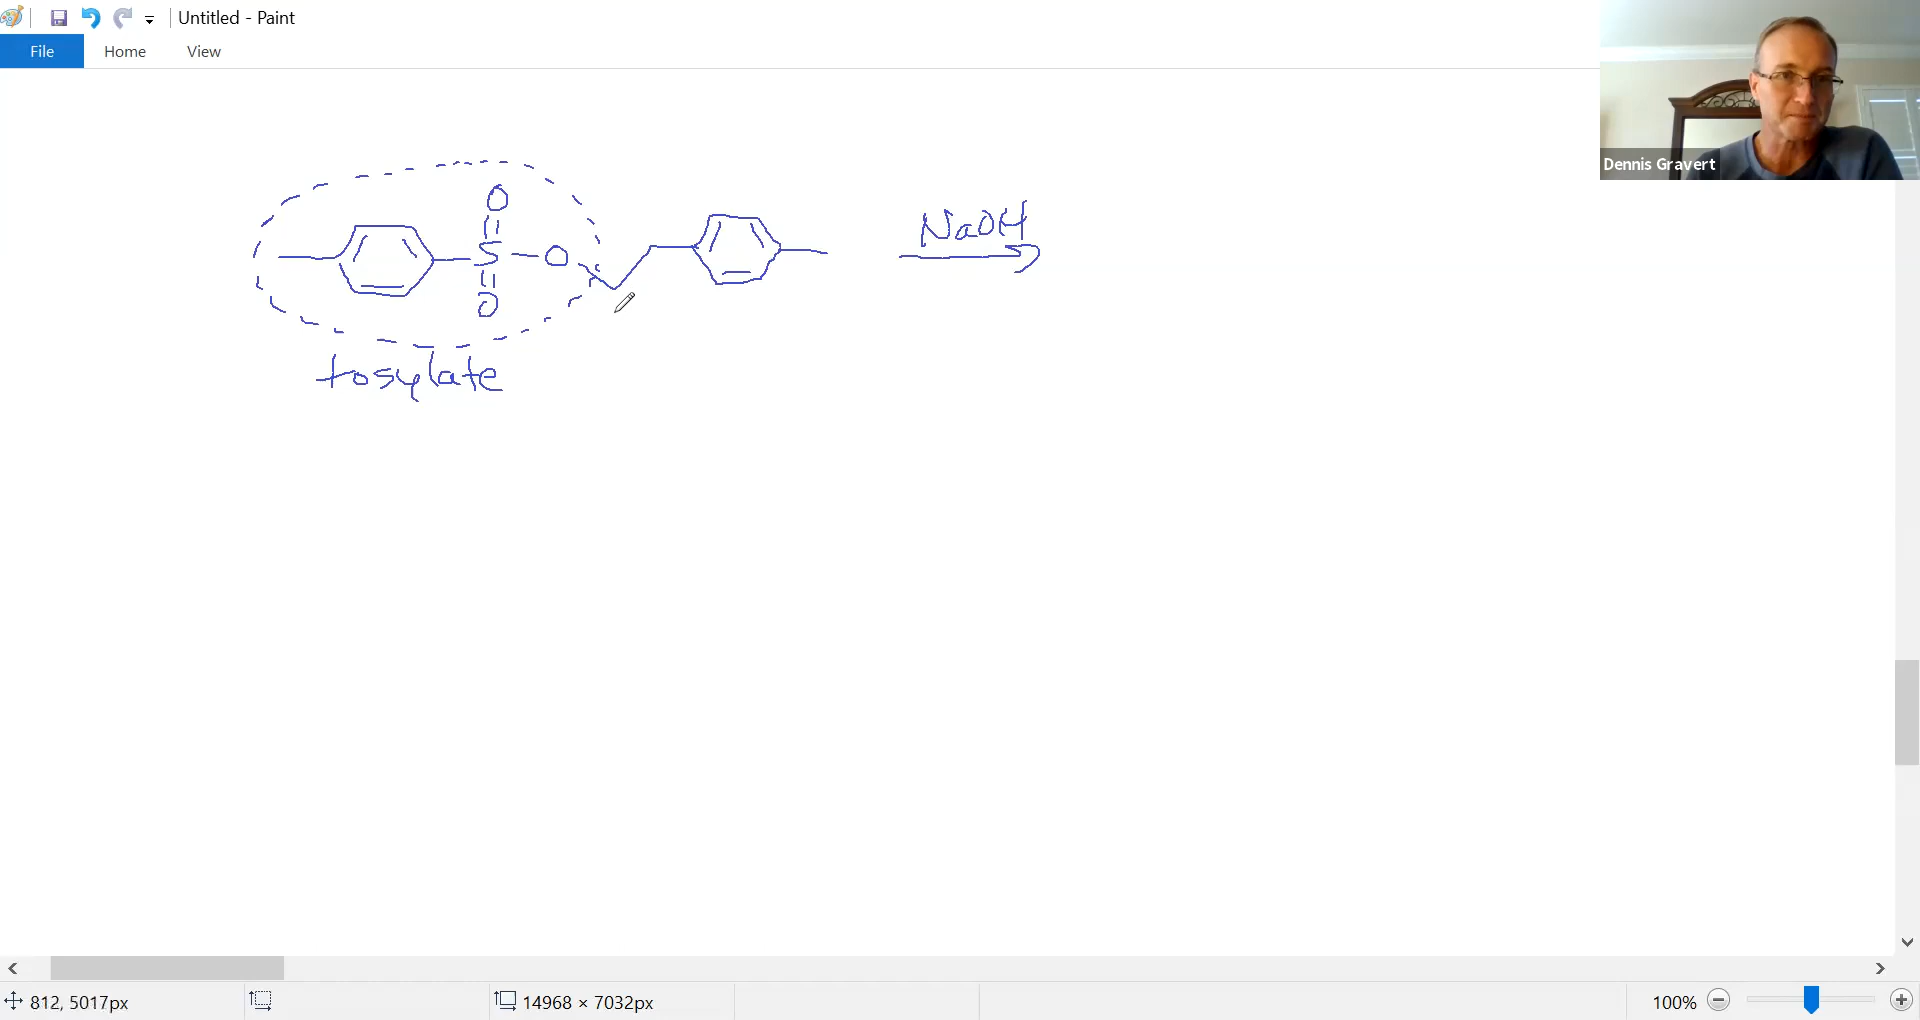 Untitled - Paint
File Home View
Dennis Gravert
O
S O
O
NaOH
tosylate
812, 5017px
14968 × 7032px
100%